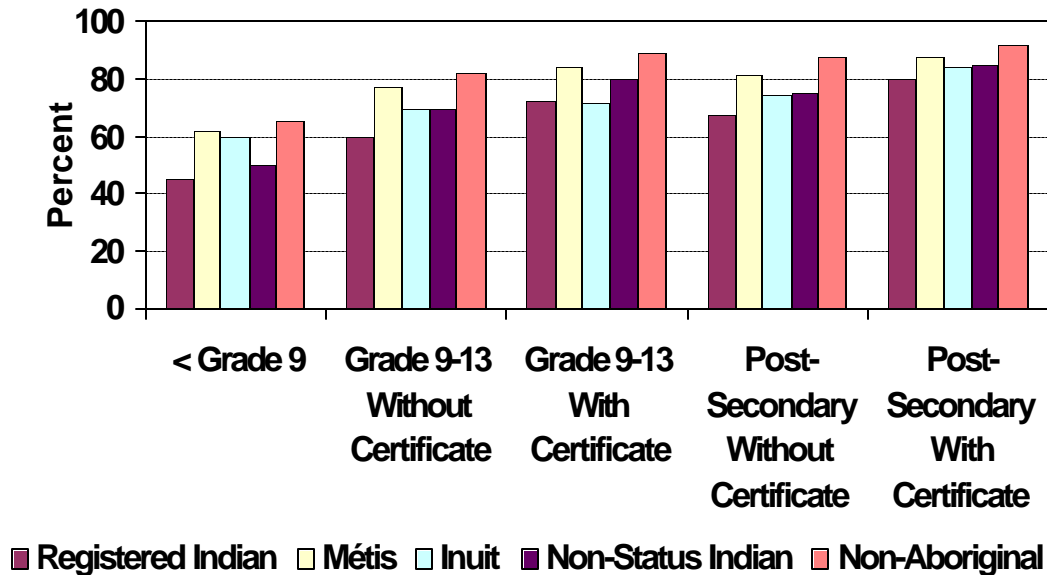 100
80
60
40
20
0
Percent
< Grade 9
Grade 9-13
Without
Certificate
Grade 9-13
With
Certificate
Post-
Secondary
Without
Certificate
Post-
Secondary
With
Certificate
Registered Indian Métis Inuit Non-Status Indian Non-Aboriginal